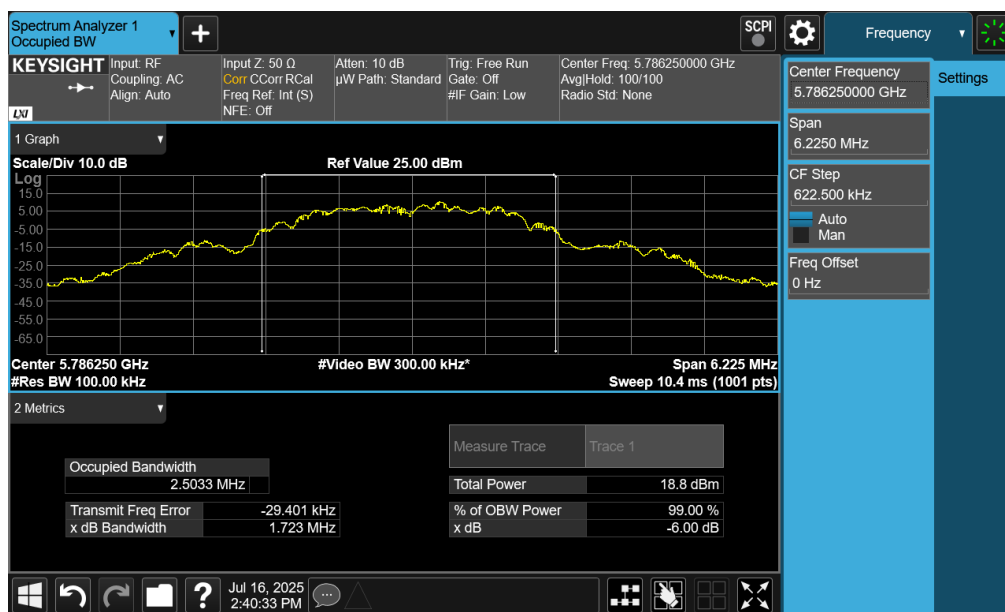 Spectrum Analyzer 1
Occupied BW
+
SCPI
Frequency
KEYSIGHT
LXI
Input: RF
Coupling: AC
Align: Auto
Input Z: 50 Ω
Corr CCorr RCal
Freq Ref: Int (S)
NFE: Off
Atten: 10 dB
µW Path: Standard
Trig: Free Run
Gate: Off
#IF Gain: Low
Center Freq: 5.786250000 GHz
Avg|Hold: 100/100
Radio Std: None
Center Frequency
5.786250000 GHz
Settings
Span
6.2250 MHz
CF Step
622.500 kHz
Auto
Man
Freq Offset
0 Hz
1 Graph
Scale/Div 10.0 dB
Ref Value 25.00 dBm
Log
15.0
5.00
-5.00
-15.0
-25.0
-35.0
-45.0
-55.0
-65.0
Center 5.786250 GHz
#Video BW 300.00 kHz*
Span 6.225 MHz
#Res BW 100.00 kHz
Sweep 10.4 ms (1001 pts)
2 Metrics
Measure Trace
Trace 1
Occupied Bandwidth
2.5033 MHz
Total Power
18.8 dBm
Transmit Freq Error
-29.401 kHz
% of OBW Power
99.00 %
x dB Bandwidth
1.723 MHz
x dB
-6.00 dB
?
Jul 16, 2025
2:40:33 PM